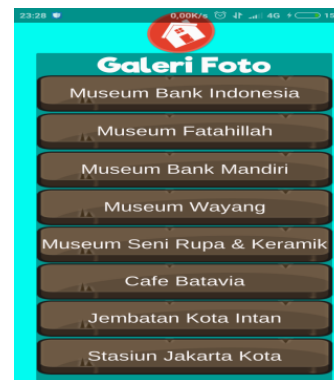 23:28 0,00K/s 4G 15
Galeri Foto
Museum Bank Indonesia
Museum Fatahillah
Museum Bank Mandiri
Museum Wayang
Museum Seni Rupa & Keramik
Cafe Batavia
Jembatan Kota Intan
Stasiun Jakarta Kota